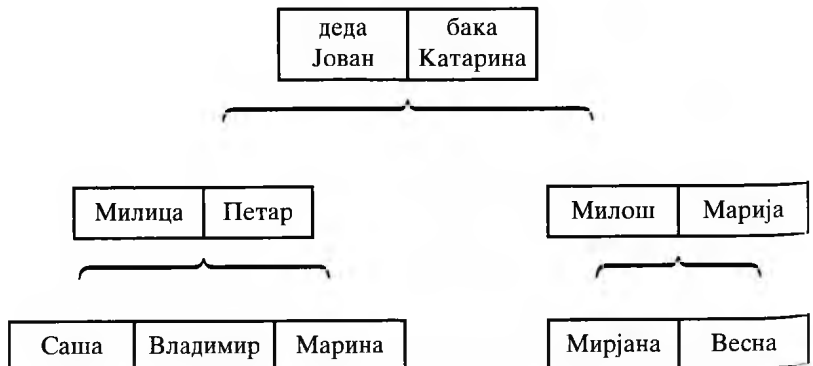 деда бака
Јован Катарина
Милица Петар Милош Марија
Саша Владимир Марина Мирјана Весна